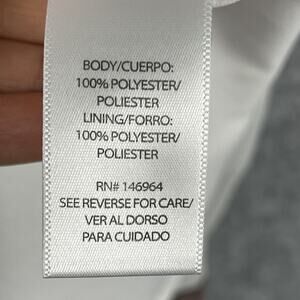 BODY/CUERPO:
100% POLYESTER/
POLIESTER
LINING/FORRO:
100% POLYESTER/
POLIESTER
RN# 146964
SEE REVERSE FOR CARE/
VER AL DORSO
PARA CUIDADO